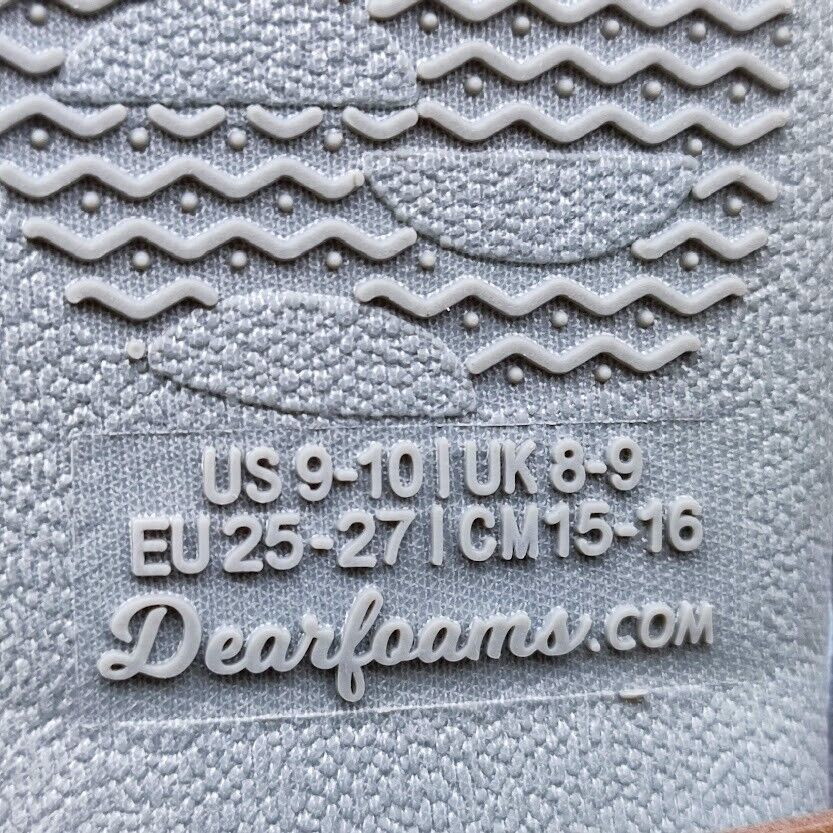 US 9-10 | UK 8-9
EU 25-27 | CM 15-16
Dearfoams.COM